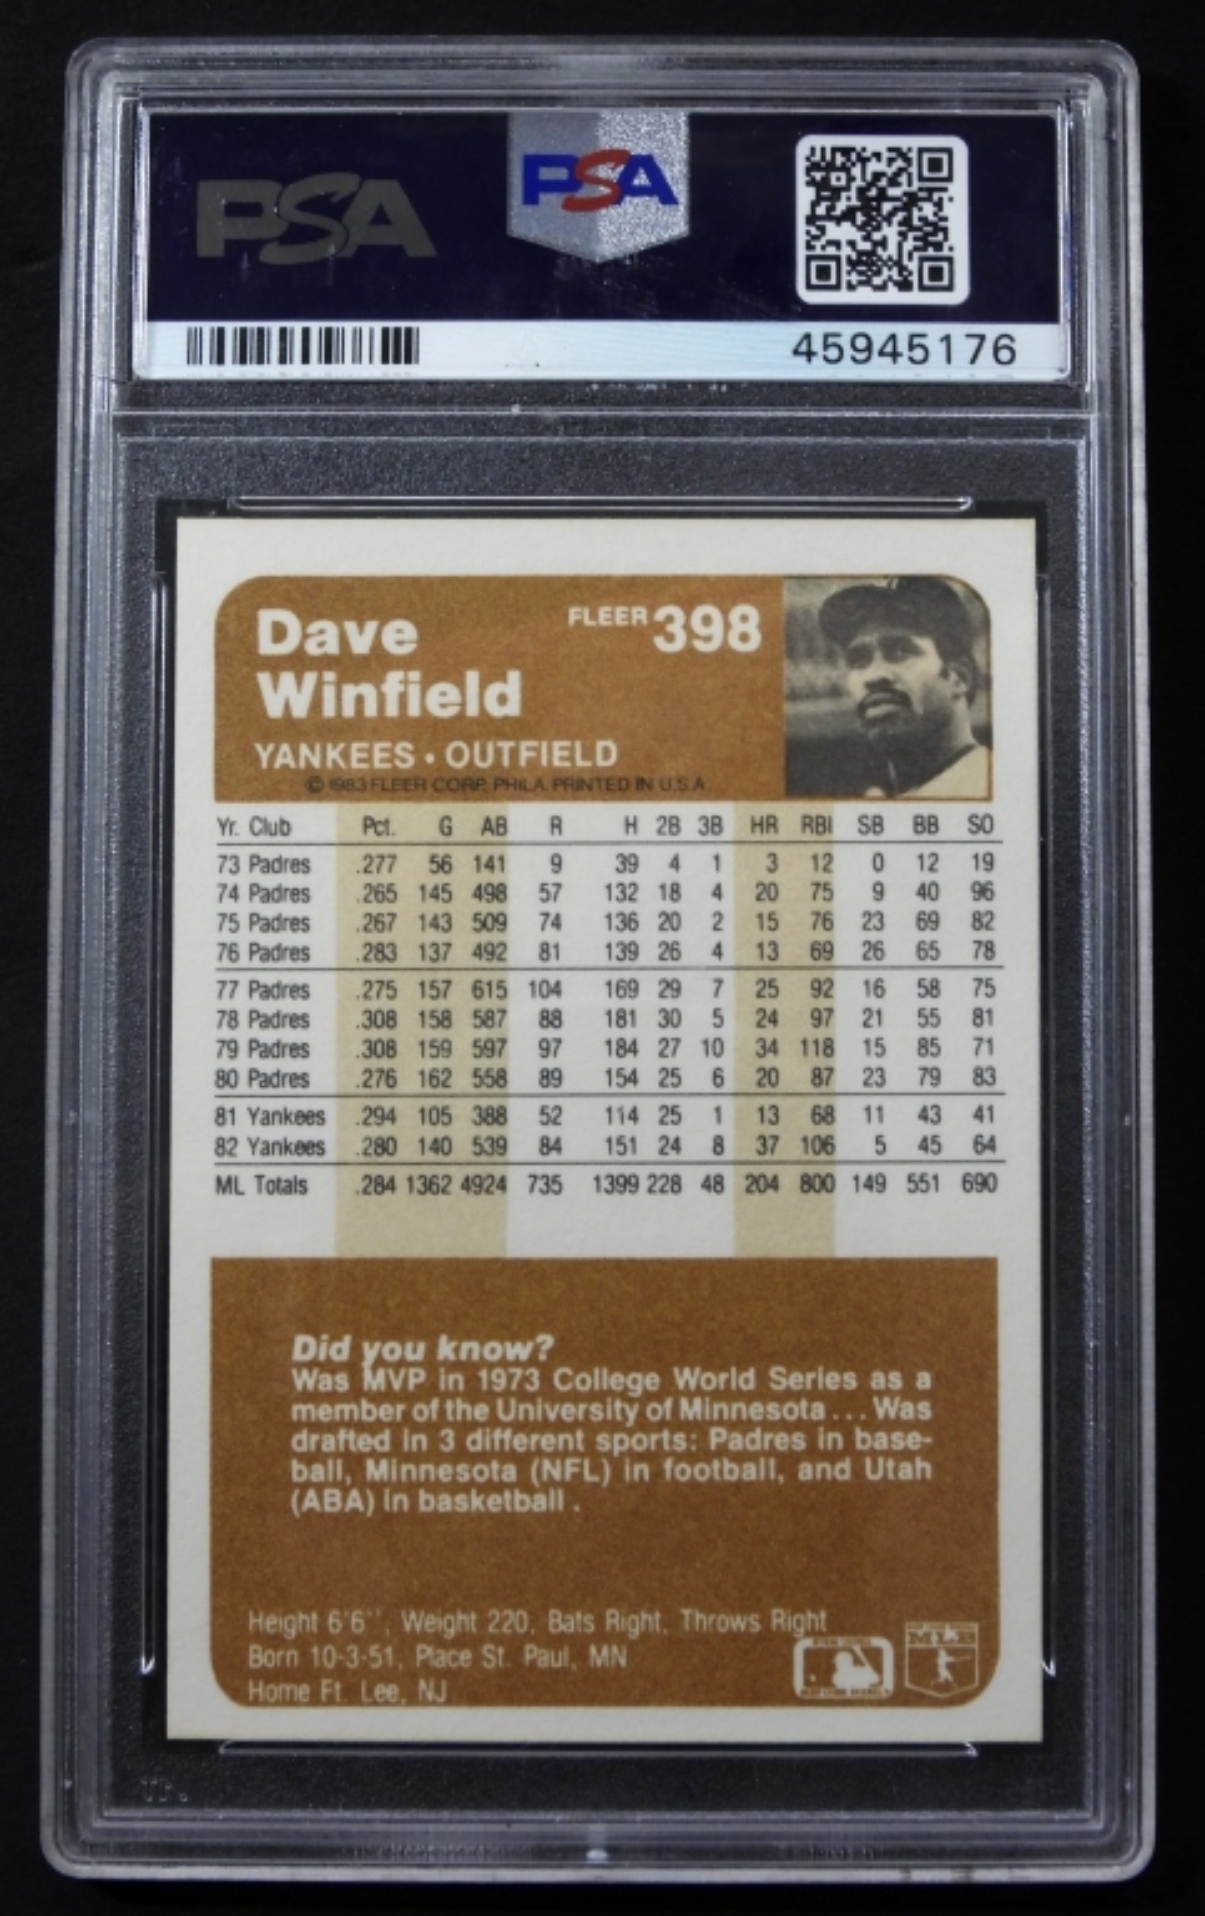 PSA
PSA
45945176
Dave
Winfield
FLEER 398
YANKEES • OUTFIELD
© 1983 FLEER CORP. PHILA. PRINTED IN U.S.A.
Yr. Club Pct. G AB R H 2B 3B HR RBI SB BB SO
73 Padres .277 56 141 9 39 4 1 3 12 0 12 19
74 Padres .265 145 498 57 132 18 4 20 75 9 40 96
75 Padres .267 143 509 74 136 20 2 15 76 23 69 82
76 Padres .283 137 492 81 139 26 4 13 69 26 65 78
77 Padres .275 157 615 104 169 29 7 25 92 16 58 75
78 Padres .308 158 587 88 181 30 5 24 97 21 55 81
79 Padres .308 159 597 97 184 27 10 34 118 15 85 71
80 Padres .276 162 558 89 154 25 6 20 87 23 79 83
81 Yankees .294 105 388 52 114 25 1 13 68 11 43 41
82 Yankees .280 140 539 84 151 24 8 37 106 5 45 64
ML Totals .284 1362 4924 735 1399 228 48 204 800 149 551 690
Did you know?
Was MVP in 1973 College World Series as a
member of the University of Minnesota ... Was
drafted in 3 different sports: Padres in base-
ball, Minnesota (NFL) in football, and Utah
(ABA) in basketball .
Height 6'6'', Weight 220, Bats Right, Throws Right
Born 10-3-51, Place St. Paul, MN
Home Ft. Lee, NJ